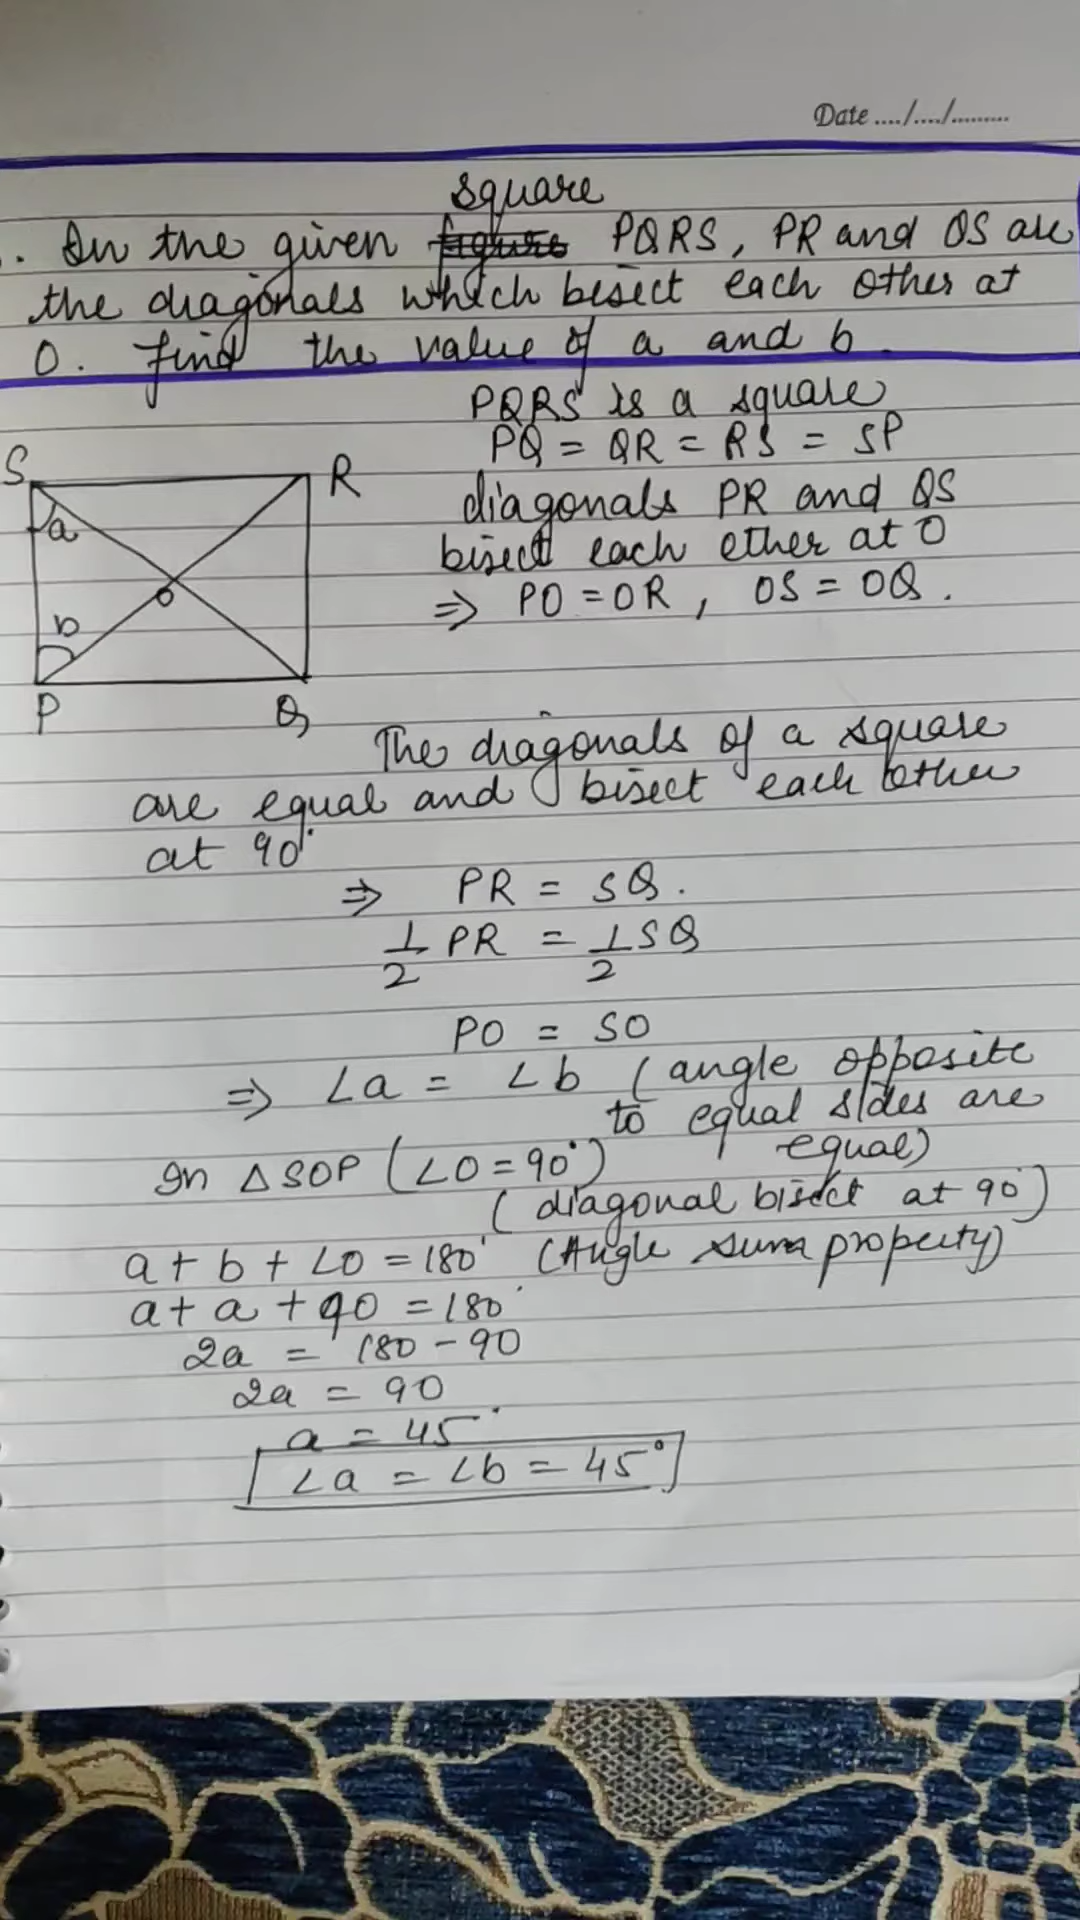 Date ..../..../.........
square
. In the given figure PQRS, PR and QS are
the diagonals which bisect each other at
O. find the value of a and b.
PQRS is a square
PQ = QR = RS = SP
diagonals PR and QS
bisect each other at O
⇒ PO = OR, OS = OQ.
S
R
a
O
b
P
Q
The diagonals of a square
are equal and bisect each other
at 90°
⇒ PR = SQ.
1/2 PR = 1/2 SQ
PO = SO
⇒ ∠a = ∠b (angle opposite
to equal sides are
equal)
In △SOP (∠O = 90°)
(diagonal bisect at 90°)
a + b + ∠O = 180° (Angle sum property)
a + a + 90 = 180°
2a = 180 - 90
2a = 90
a = 45°
∠a = ∠b = 45°